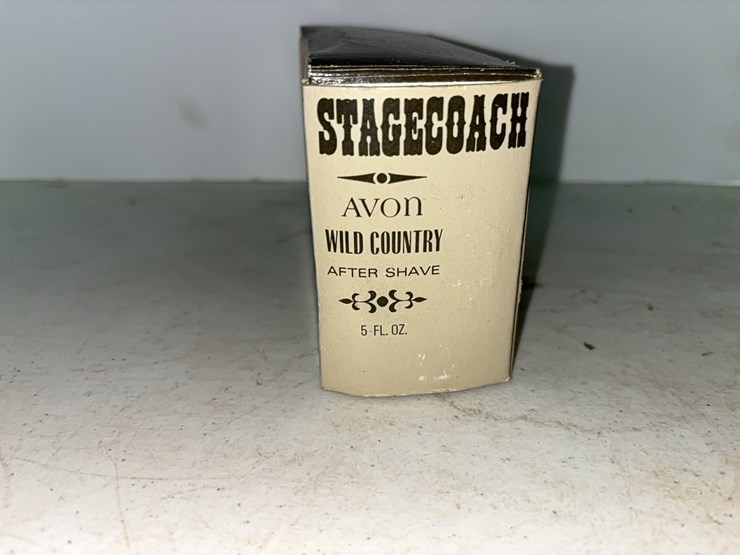 STAGECOACH
AVON
WILD COUNTRY
AFTER SHAVE
5 FL. OZ.